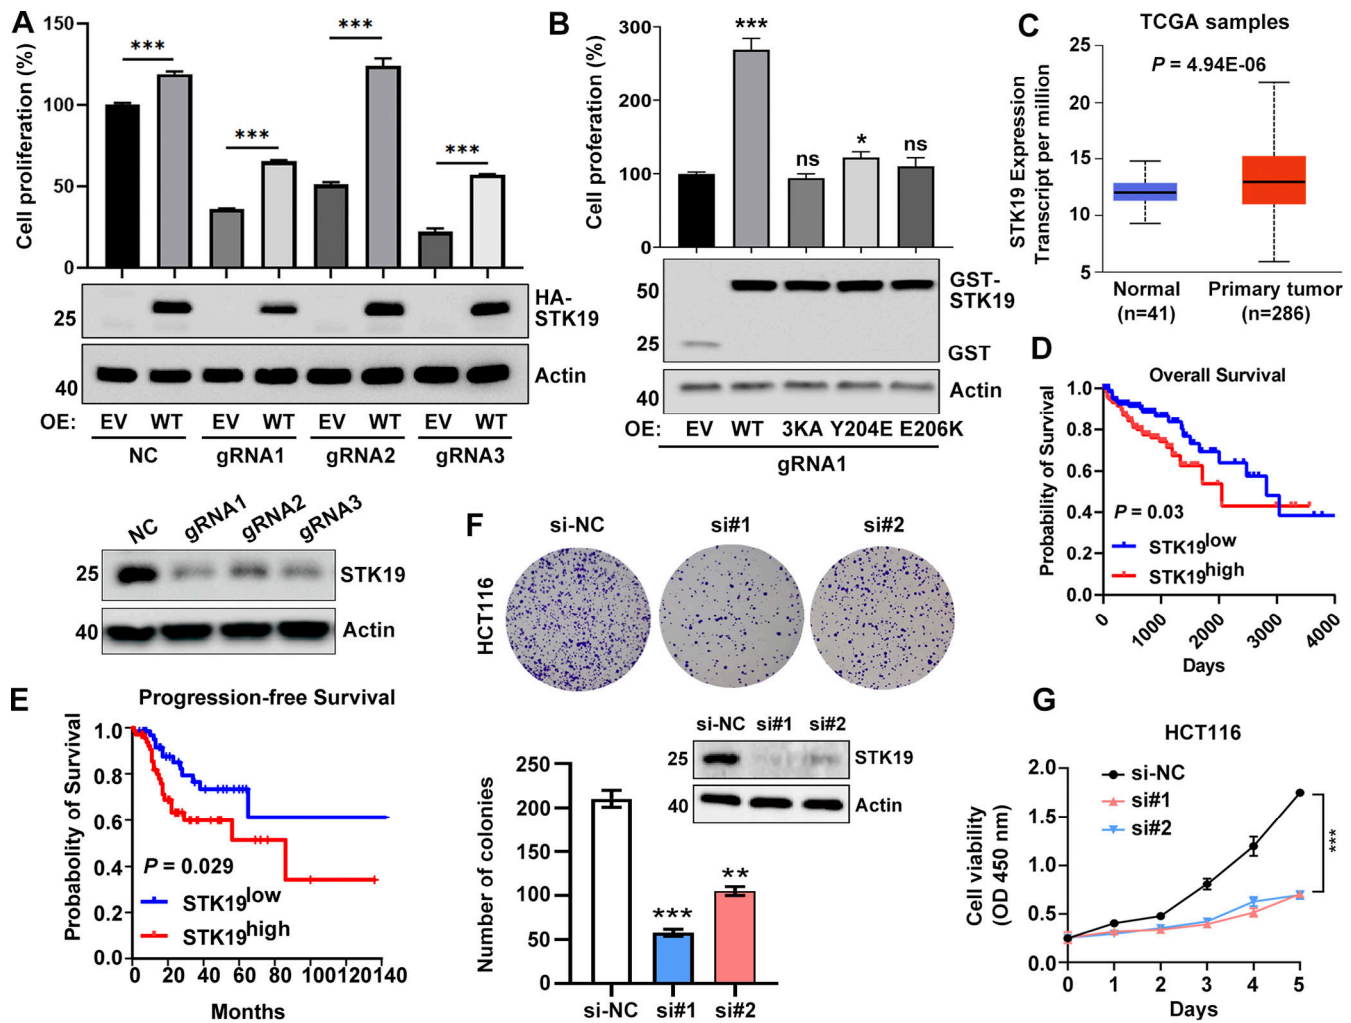 A
Cell proliferation (%)
150
100
50
0
***
***
***
***
25
HA-
STK19
40
Actin
OE:
EV WT EV WT EV WT EV WT
NC gRNA1 gRNA2 gRNA3
NC gRNA1 gRNA2 gRNA3
25
STK19
40
Actin
B
Cell proferation (%)
300
200
100
0
***
ns
*
ns
50
GST-
STK19
25
GST
40
Actin
OE: EV WT 3KA Y204E E206K
gRNA1
C
TCGA samples
P = 4.94E-06
STK19 Expression
Transcript per million
25
20
15
10
5
Normal
(n=41)
Primary tumor
(n=286)
D
Overall Survival
Probability of Survival
1.0
0.8
0.6
0.4
0.2
0.0
P = 0.03
STK19low
STK19high
0 1000 2000 3000 4000
Days
E
Progression-free Survival
Probabolity of Survival
1.0
0.8
0.6
0.4
0.2
0.0
P = 0.029
STK19low
STK19high
0 20 40 60 80 100 120 140
Months
F
si-NC si#1 si#2
HCT116
si-NC si#1 si#2
25
STK19
40
Actin
Number of colonies
250
200
150
100
50
0
***
**
si-NC si#1 si#2
G
HCT116
Cell viability
(OD 450 nm)
2.0
1.5
1.0
0.5
0.0
si-NC
si#1
si#2
***
0 1 2 3 4 5
Days